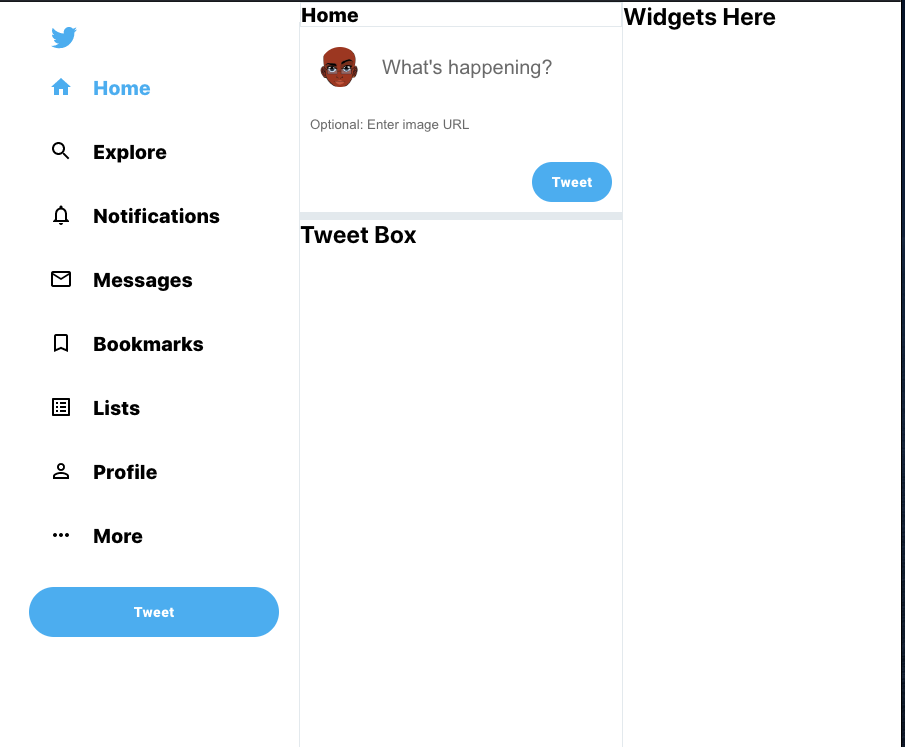 Home
Explore
Notifications
Messages
Bookmarks
Lists
Profile
More
Tweet
Home
What's happening?
Optional: Enter image URL
Tweet
Tweet Box
Widgets Here